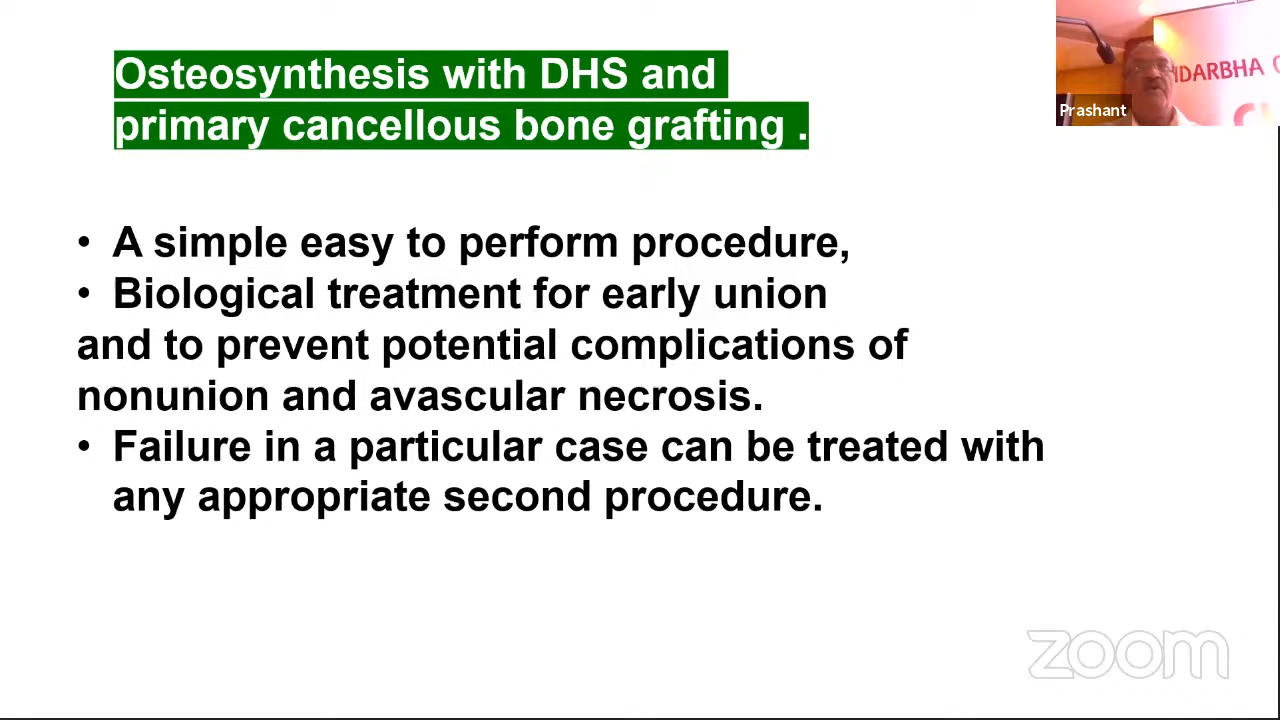 Osteosynthesis with DHS and
primary cancellous bone grafting .
• A simple easy to perform procedure,
• Biological treatment for early union
and to prevent potential complications of
nonunion and avascular necrosis.
• Failure in a particular case can be treated with
any appropriate second procedure.
Prashant
IDARBHA
zoom